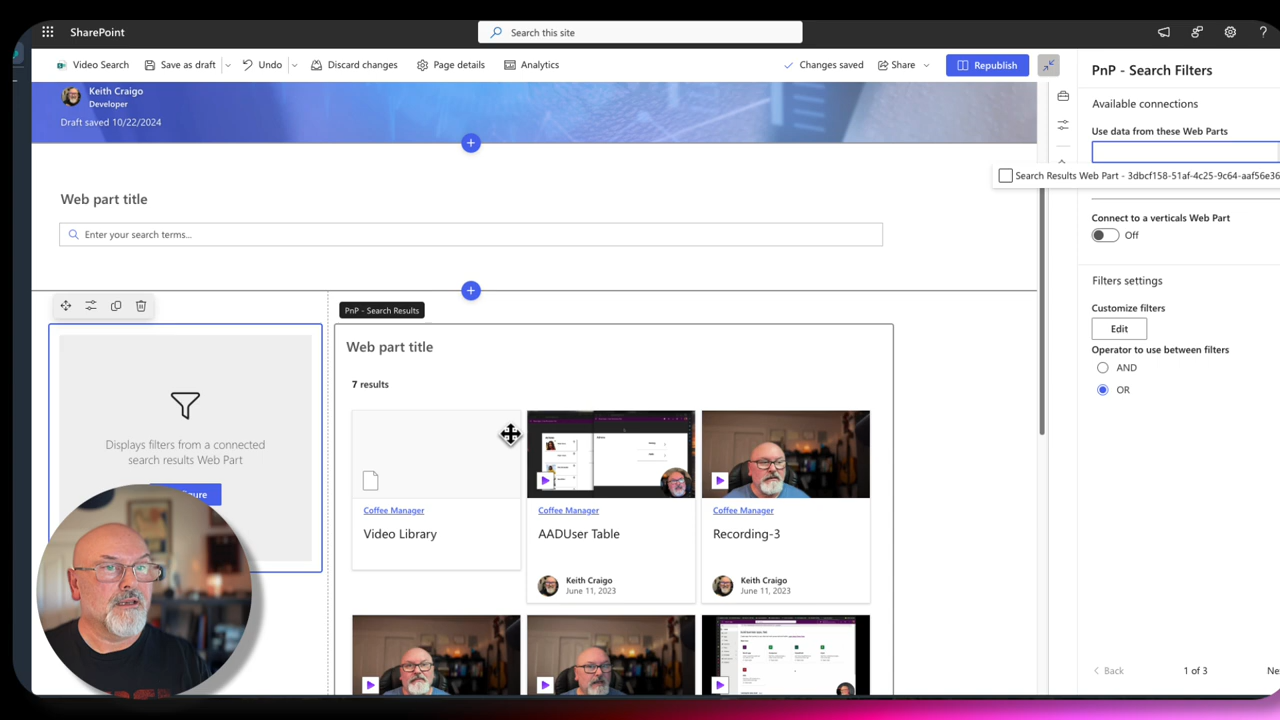 SharePoint
Search this site
?
Video Search
Save as draft
Undo
Discard changes
Page details
Analytics
Changes saved
Share
Republish
PnP - Search Filters
Keith Craigo
Developer
Draft saved 10/22/2024
Available connections
Use data from these Web Parts
Search Results Web Part - 3dbcf158-51af-4c25-9c64-aaf56e36
Web part title
Enter your search terms...
Connect to a verticals Web Part
Off
Filters settings
Customize filters
Edit
Operator to use between filters
AND
OR
PnP - Search Results
Web part title
7 results
Displays filters from a connected
search results Web Part
Coffee Manager
Video Library
Coffee Manager
AADUser Table
Keith Craigo
June 11, 2023
Coffee Manager
Recording-3
Keith Craigo
June 11, 2023
Back
of 3